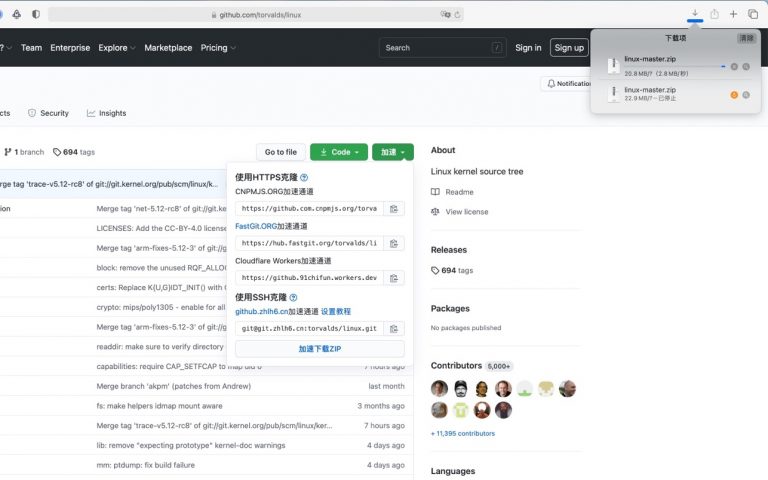 github.com/torvalds/linux
Team Enterprise Explore Marketplace Pricing
Search /
Sign in Sign up
下载项 清除
linux-master.zip
20.8 MB/?（2.8 MB/秒）
linux-master.zip
22.9 MB/?—已停止
Notification
cts Security Insights
1 branch 694 tags
Go to file Code 加速
erge tag 'trace-v5.12-rc8' of git://git.kernel.org/pub/scm/linux/k...
使用HTTPS克隆
CNPMJS.ORG加速通道
https://github.com.cnpmjs.org/torva
FastGit.ORG加速通道
https://hub.fastgit.org/torvalds/li
Cloudflare Workers加速通道
https://github.91chifun.workers.dev
使用SSH克隆
github.zhlh6.cn加速通道 设置教程
git@git.zhlh6.cn:torvalds/linux.git
加速下载ZIP
ion Merge tag 'net-5.12-rc8' of git://git.k
LICENSES: Add the CC-BY-4.0 license
Merge tag 'arm-fixes-5.12-3' of git://gi
block: remove the unused RQF_ALLOC
certs: Replace K{U,G}IDT_INIT() with G
crypto: mips/poly1305 - enable for all
Merge tag 'arm-fixes-5.12-2' of git://gi
readdir: make sure to verify directory
capabilities: require CAP_SETFCAP to map uid 0 7 hours ago
Merge branch 'akpm' (patches from Andrew) last month
fs: make helpers idmap mount aware 3 months ago
Merge tag 'trace-v5.12-rc8' of git://git.kernel.org/pub/scm/linux/ker... 7 hours ago
lib: remove "expecting prototype" kernel-doc warnings 4 days ago
mm: ptdump: fix build failure 4 days ago
About
Linux kernel source tree
Readme
View license
Releases
694 tags
Packages
No packages published
Contributors 5,000+
+ 11,395 contributors
Languages